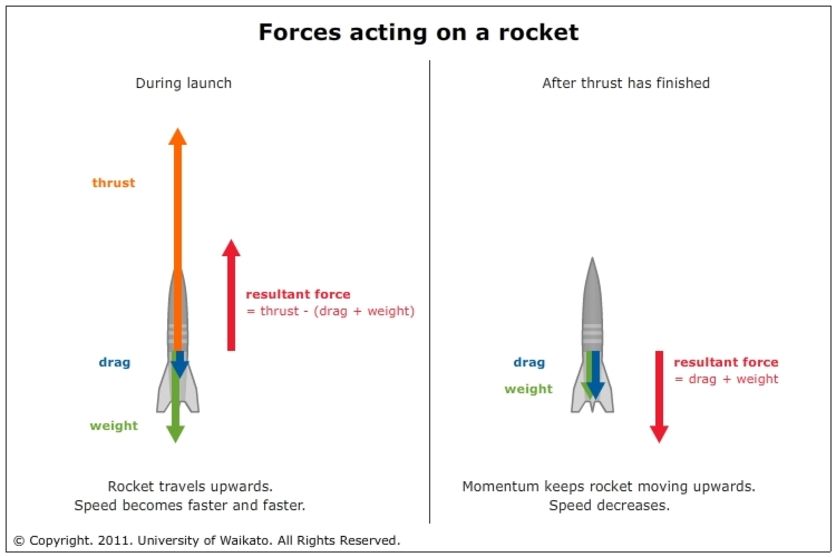 Forces acting on a rocket
During launch
thrust
resultant force
= thrust - (drag + weight)
drag
weight
Rocket travels upwards.
Speed becomes faster and faster.
After thrust has finished
drag
weight
resultant force
= drag + weight
Momentum keeps rocket moving upwards.
Speed decreases.
© Copyright. 2011. University of Waikato. All Rights Reserved.